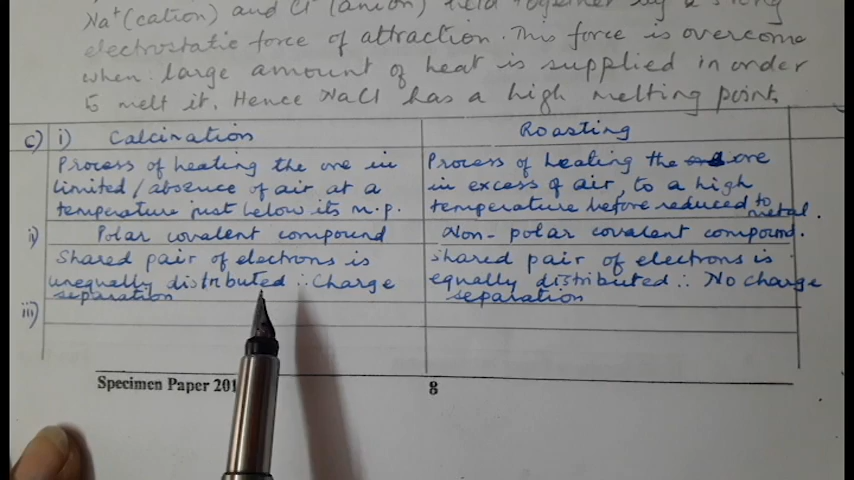 Na⁺(cation) and Cl⁻(anion) held together by a strong
electrostatic force of attraction. This force is overcome
when large amount of heat is supplied in order
to melt it. Hence NaCl has a high melting point.
c) i) Calcination Roasting
Process of heating the ore in Process of heating the ore
limited/absence of air at a in excess of air, to a high
temperature just below its m.p. temperature before reduced to metal.
ii) Polar covalent compound Non-polar covalent compound.
Shared pair of electrons is shared pair of electrons is
unequally distributed ∴ Charge equally distributed ∴ No charge
separation separation
iii)
Specimen Paper 201 8